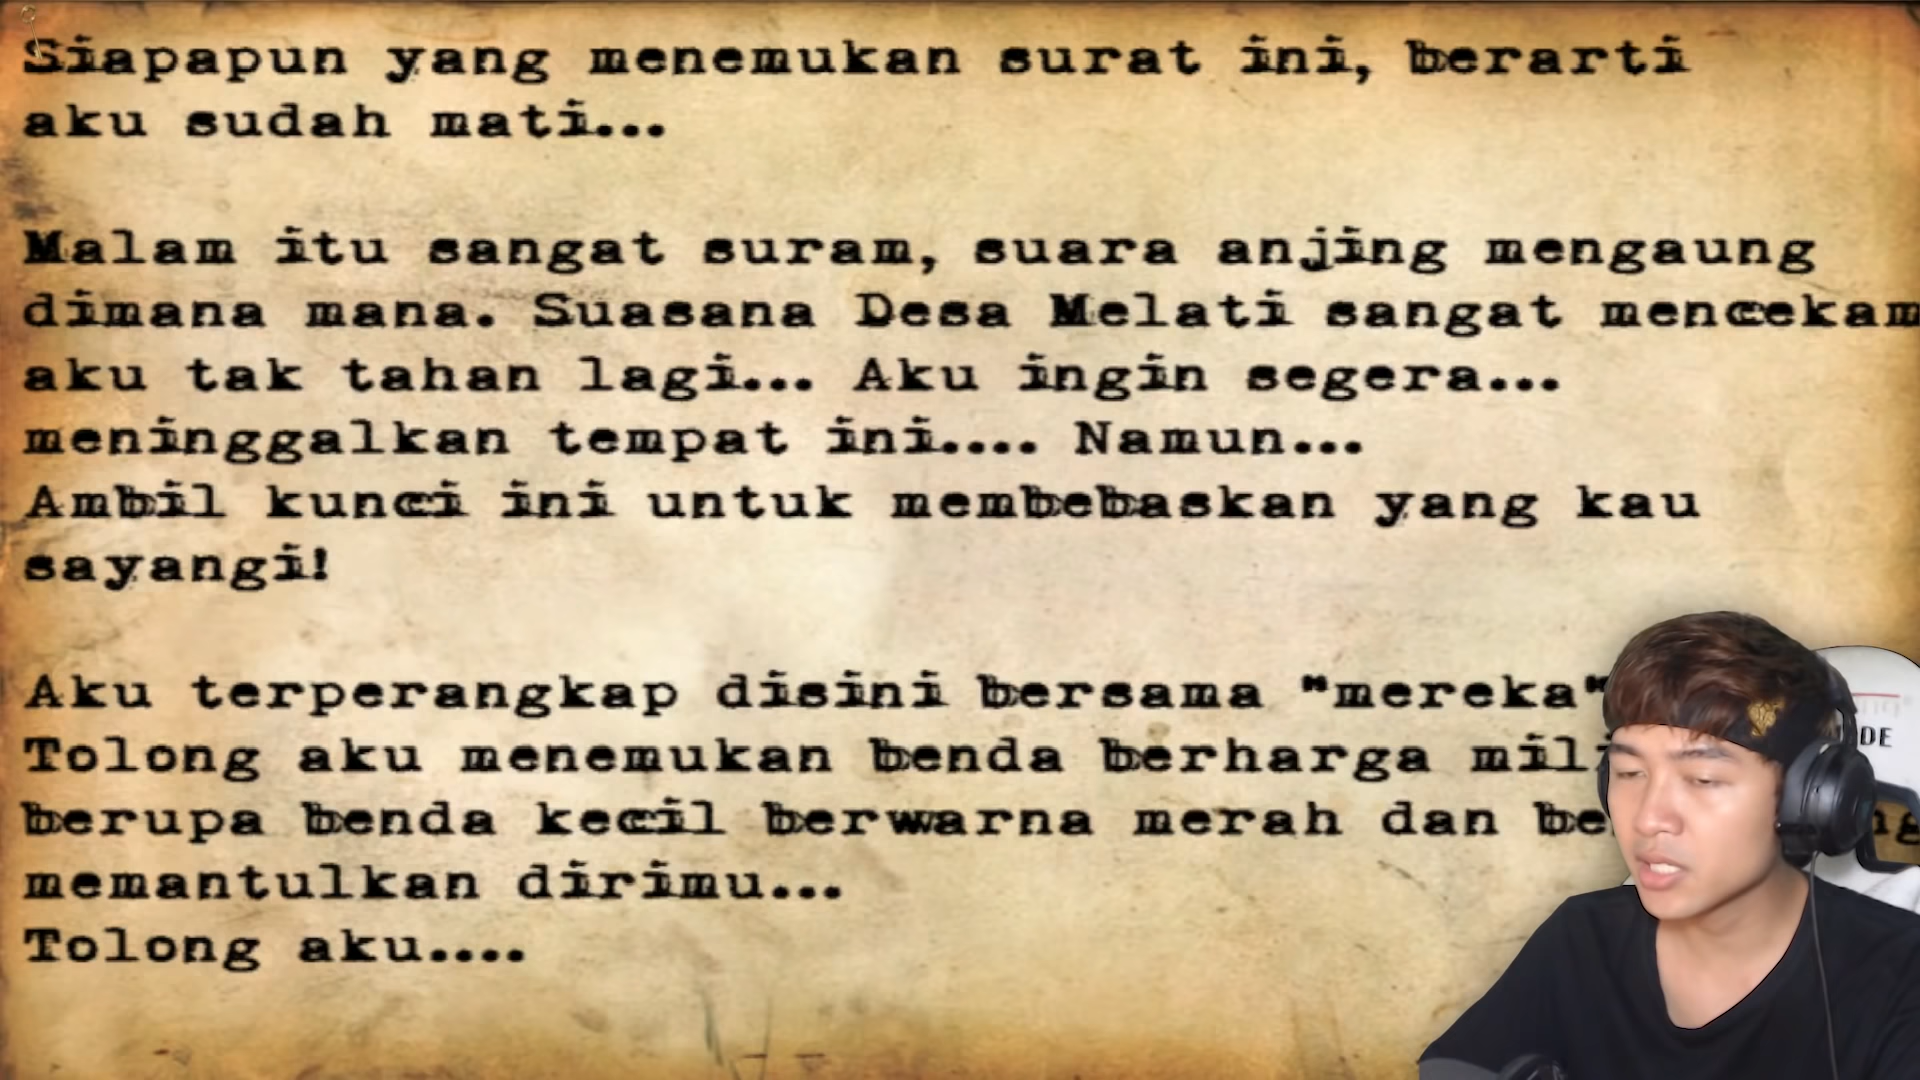 Siapapun yang menemukan surat ini, berarti
aku sudah mati...
Malam itu sangat suram, suara anjing mengaung
dimana mana. Suasana Desa Melati sangat mencekam
aku tak tahan lagi... Aku ingin segera...
meninggalkan tempat ini.... Namun...
Ambil kunci ini untuk membebaskan yang kau
sayangi!
Aku terperangkap disini bersama "mereka"
Tolong aku menemukan benda berharga
berupa benda kecil berwarna merah dan
memantulkan dirimu...
Tolong aku....